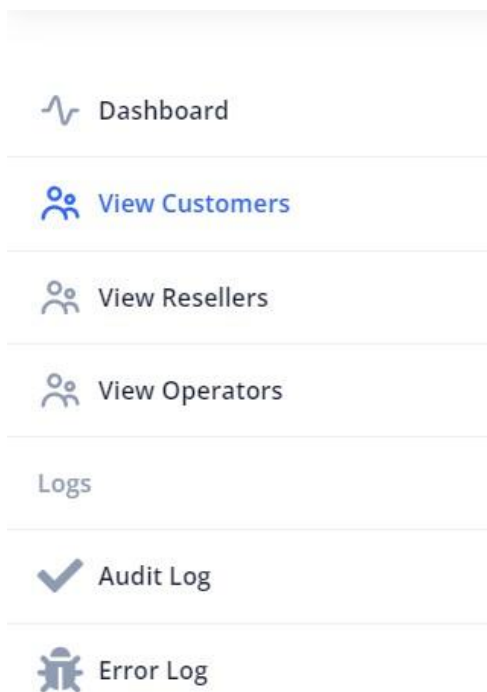 Dashboard
View Customers
View Resellers
View Operators
Logs
Audit Log
Error Log